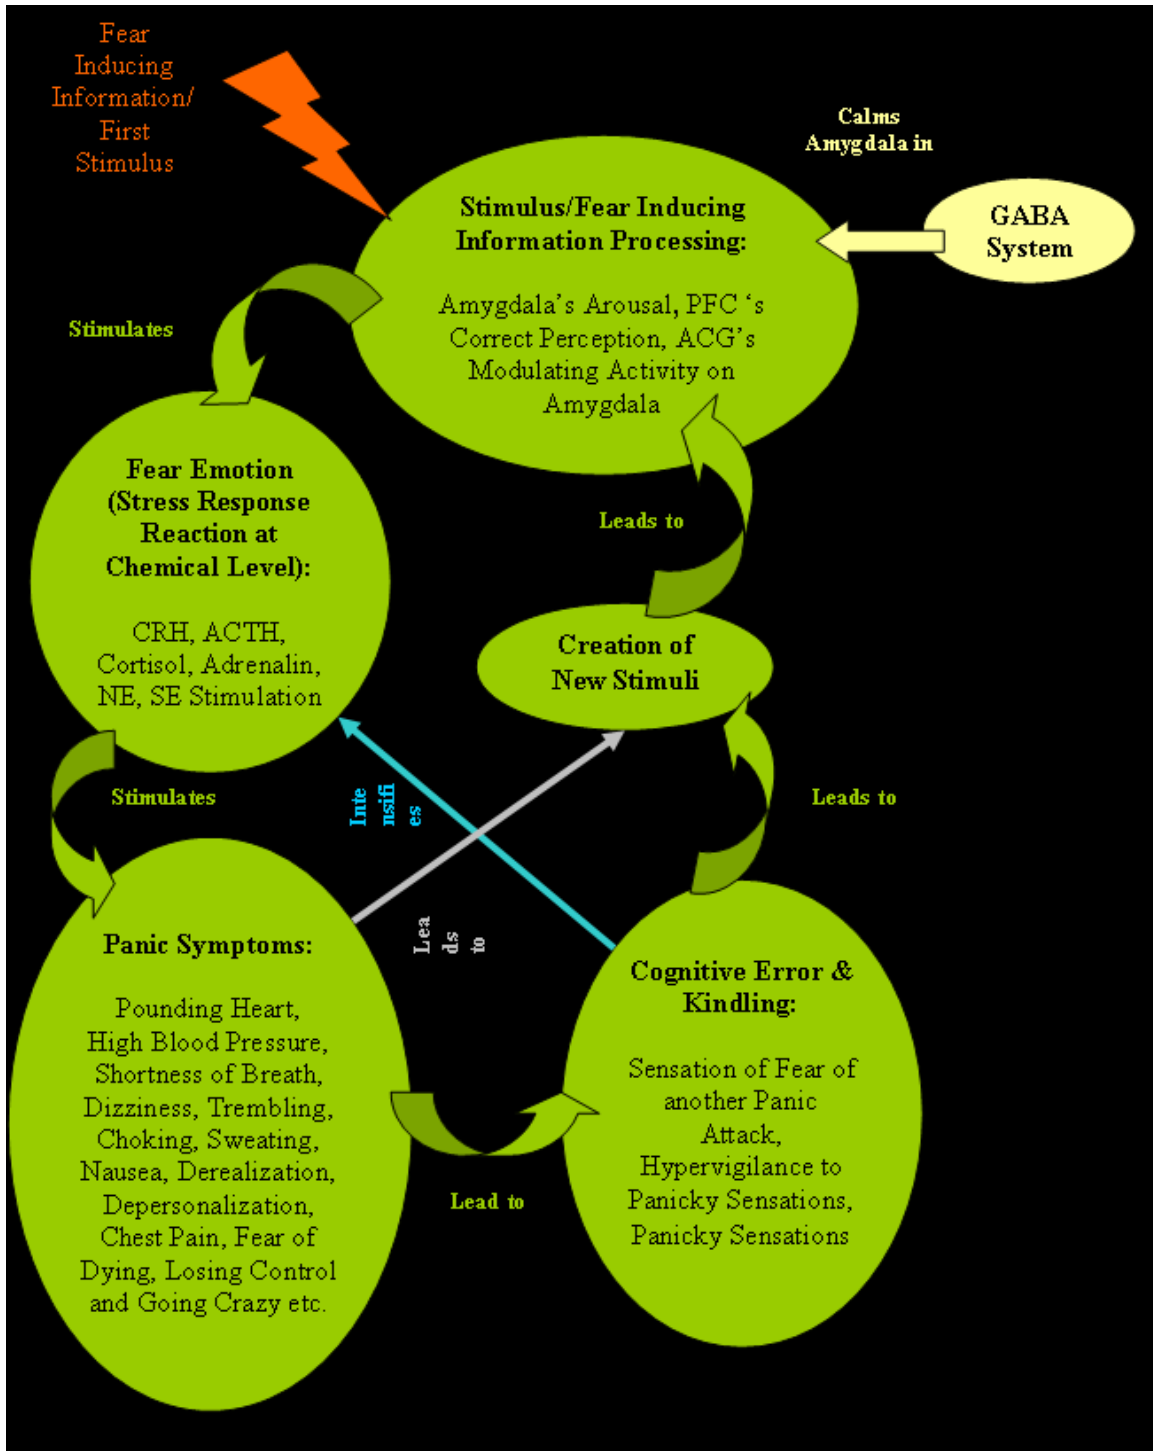 Fear
Inducing
Information/
First
Stimulus
Calms
Amygdala in
GABA
System
Stimulus/Fear Inducing
Information Processing:
Amygdala's Arousal, PFC 's
Correct Perception, ACG's
Modulating Activity on
Amygdala
Stimulates
Fear Emotion
(Stress Response
Reaction at
Chemical Level):
CRH, ACTH,
Cortisol, Adrenalin,
NE, SE Stimulation
Leads to
Creation of
New Stimuli
Stimulates
Inte
nsifi
es
Leads to
Lea
ds
to
Panic Symptoms:
Pounding Heart,
High Blood Pressure,
Shortness of Breath,
Dizziness, Trembling,
Choking, Sweating,
Nausea, Derealization,
Depersonalization,
Chest Pain, Fear of
Dying, Losing Control
and Going Crazy etc.
Lead to
Cognitive Error &
Kindling:
Sensation of Fear of
another Panic
Attack,
Hypervigilance to
Panicky Sensations,
Panicky Sensations